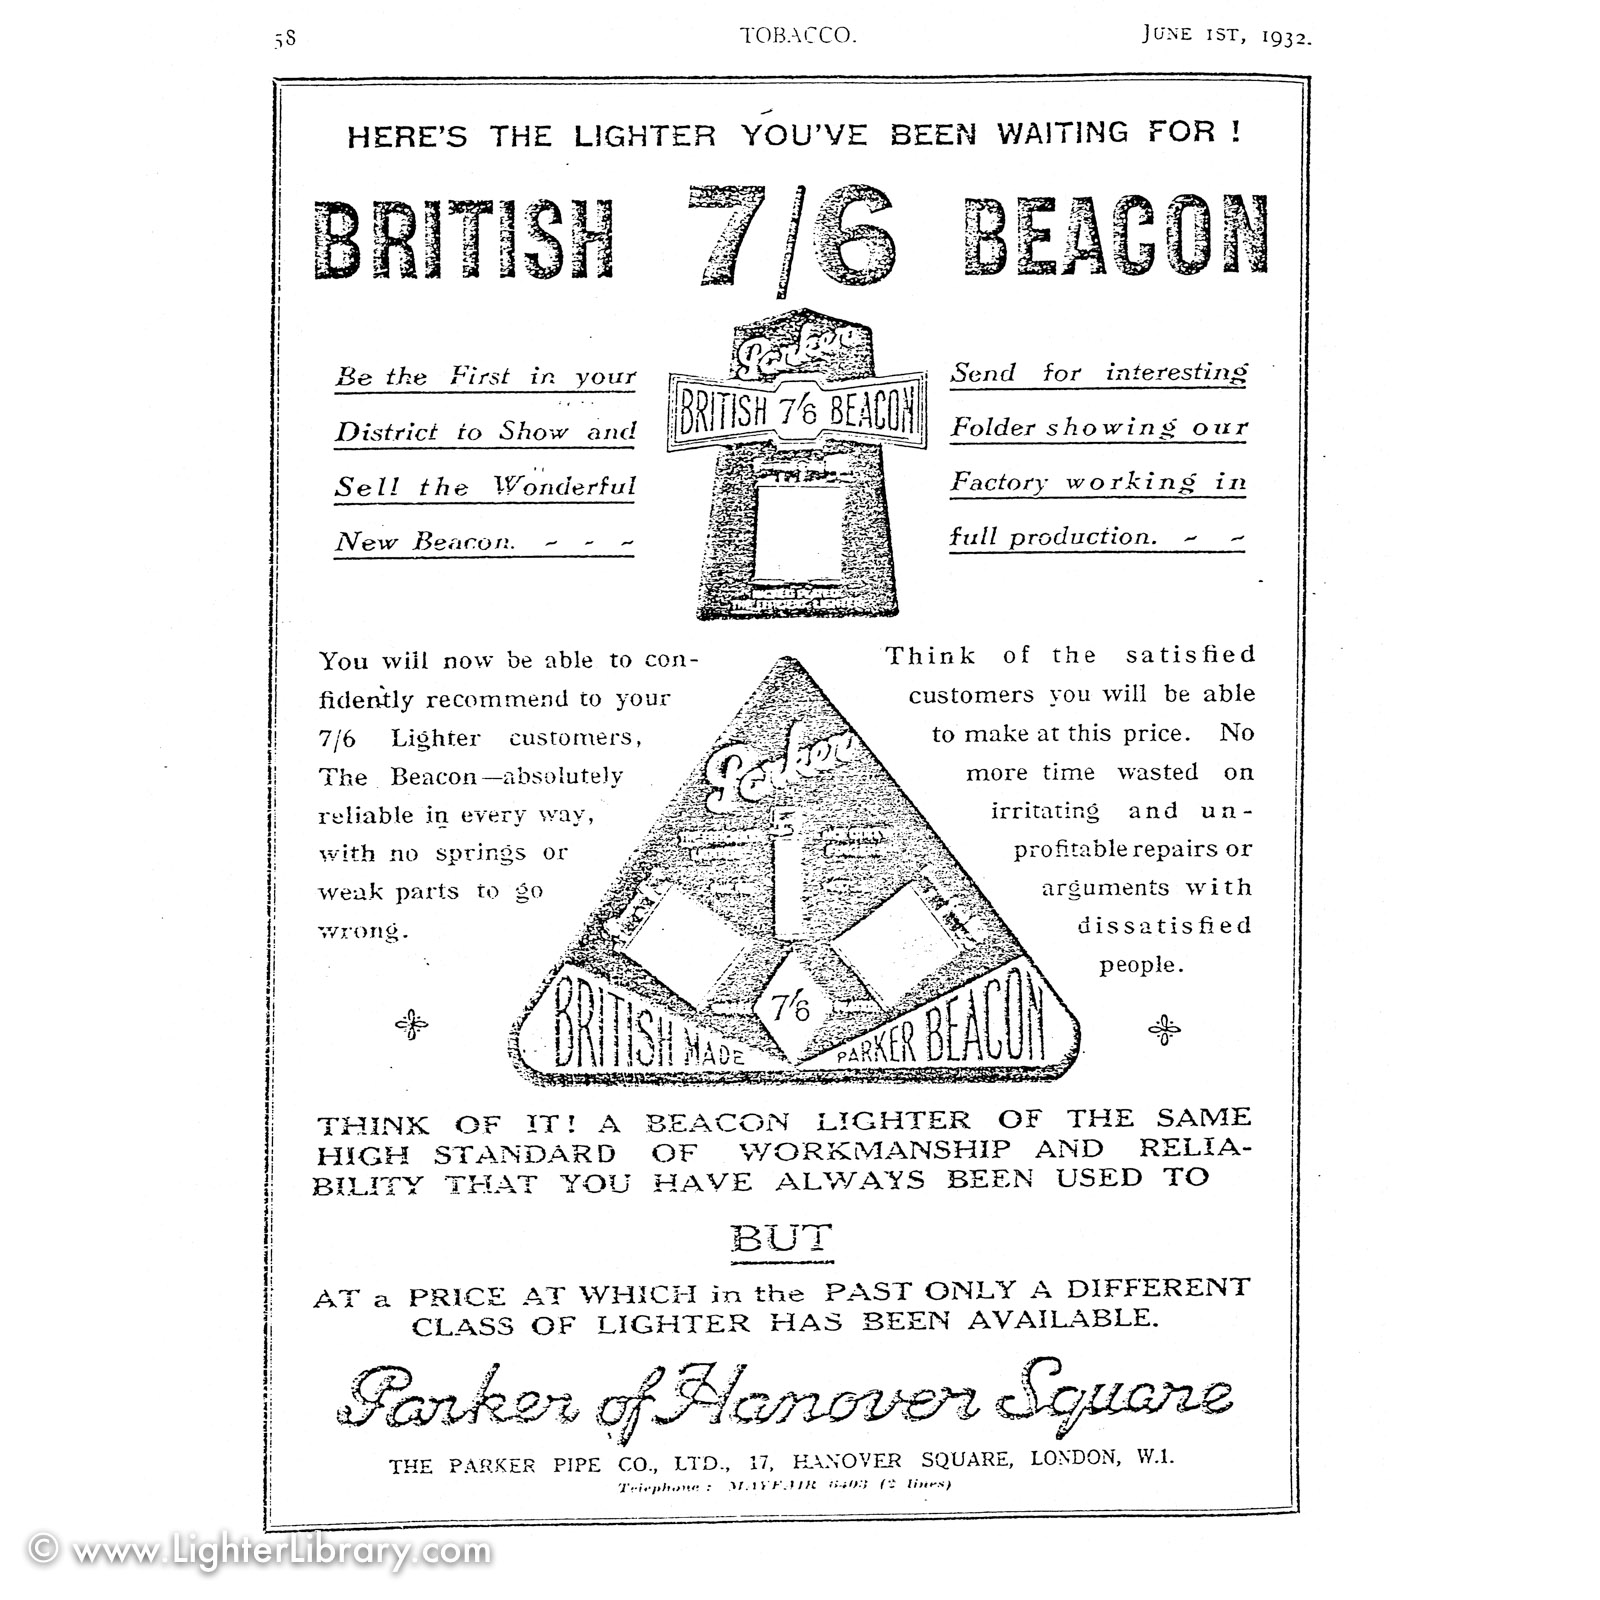 58
TOBACCO.
JUNE 1ST, 1932.
HERE'S THE LIGHTER YOU'VE BEEN WAITING FOR !
BRITISH 7/6 BEACON
Be the First in your
District to Show and
Sell the Wonderful
New Beacon. - - -
Parker
BRITISH 7/6 BEACON
Send for interesting
Folder showing our
Factory working in
full production. - -
You will now be able to con-
fidently recommend to your
7/6 Lighter customers,
The Beacon—absolutely
reliable in every way,
with no springs or
weak parts to go
wrong.
Parker
7/6
BRITISH MADE
PARKER BEACON
Think of the satisfied
customers you will be able
to make at this price. No
more time wasted on
irritating and un-
profitable repairs or
arguments with
dissatisfied
people.
THINK OF IT! A BEACON LIGHTER OF THE SAME
HIGH STANDARD OF WORKMANSHIP AND RELIA-
BILITY THAT YOU HAVE ALWAYS BEEN USED TO
BUT
AT a PRICE AT WHICH in the PAST ONLY A DIFFERENT
CLASS OF LIGHTER HAS BEEN AVAILABLE.
Parker of Hanover Square
THE PARKER PIPE CO., LTD., 17, HANOVER SQUARE, LONDON, W.1.
Telephone : MAYFAIR 6403 (2 lines)
© www.LighterLibrary.com